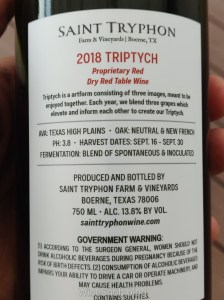 SAINT TRYPHON
Farm & Vineyards | Boerne, TX
2018 TRIPTYCH
Proprietary Red
Dry Red Table Wine
Triptych is a artform consisting of three images, meant to be
enjoyed together. Each year, we blend three grapes which
elevate and inform each other to create our Triptych.
AVA: TEXAS HIGH PLAINS • OAK: NEUTRAL & NEW FRENCH
PH: 3.8 • HARVEST DATES: SEPT. 16 - SEPT. 30
FERMENTATION: BLEND OF SPONTANEOUS & INOCULATED
PRODUCED AND BOTTLED BY
SAINT TRYPHON FARM & VINEYARDS
BOERNE, TEXAS 78006
750 ML • ALC. 13.8% BY VOL
sainttryphonwine.com
GOVERNMENT WARNING:
(1) ACCORDING TO THE SURGEON GENERAL, WOMEN SHOULD NOT
DRINK ALCOHOLIC BEVERAGES DURING PREGNANCY BECAUSE OF THE
RISK OF BIRTH DEFECTS. (2) CONSUMPTION OF ALCOHOLIC BEVERAGES
IMPAIRS YOUR ABILITY TO DRIVE A CAR OR OPERATE MACHINERY, AND
MAY CAUSE HEALTH PROBLEMS.
CONTAINS SULFITES.